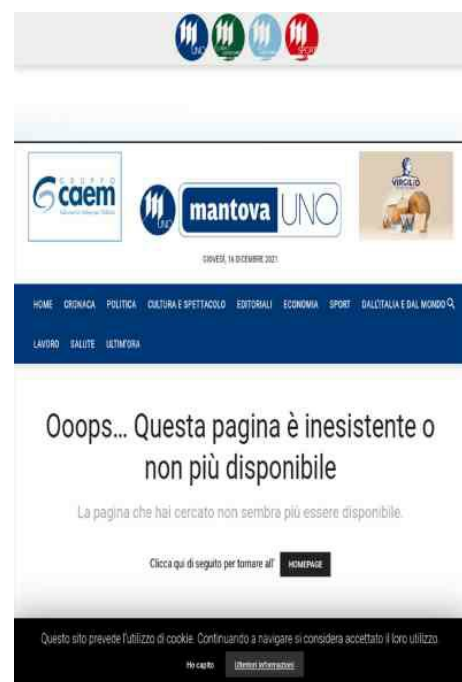 UNO
SPORT
GRUPPO
caem
VIRGILIO
UNO
mantova UNO
GIOVEDÌ, 16 DICEMBRE 2021
HOME CRONACA POLITICA CULTURA E SPETTACOLO EDITORIALI ECONOMIA SPORT DALL'ITALIA E DAL MONDO
LAVORO SALUTE ULTIM'ORA
Ooops... Questa pagina è inesistente o
non più disponibile
La pagina che hai cercato non sembra più essere disponibile.
Clicca qui di seguito per tornare all' HOMEPAGE
Questo sito prevede l'utilizzo di cookie. Continuando a navigare si considera accettato il loro utilizzo.
Ho capito Ulteriori informazioni